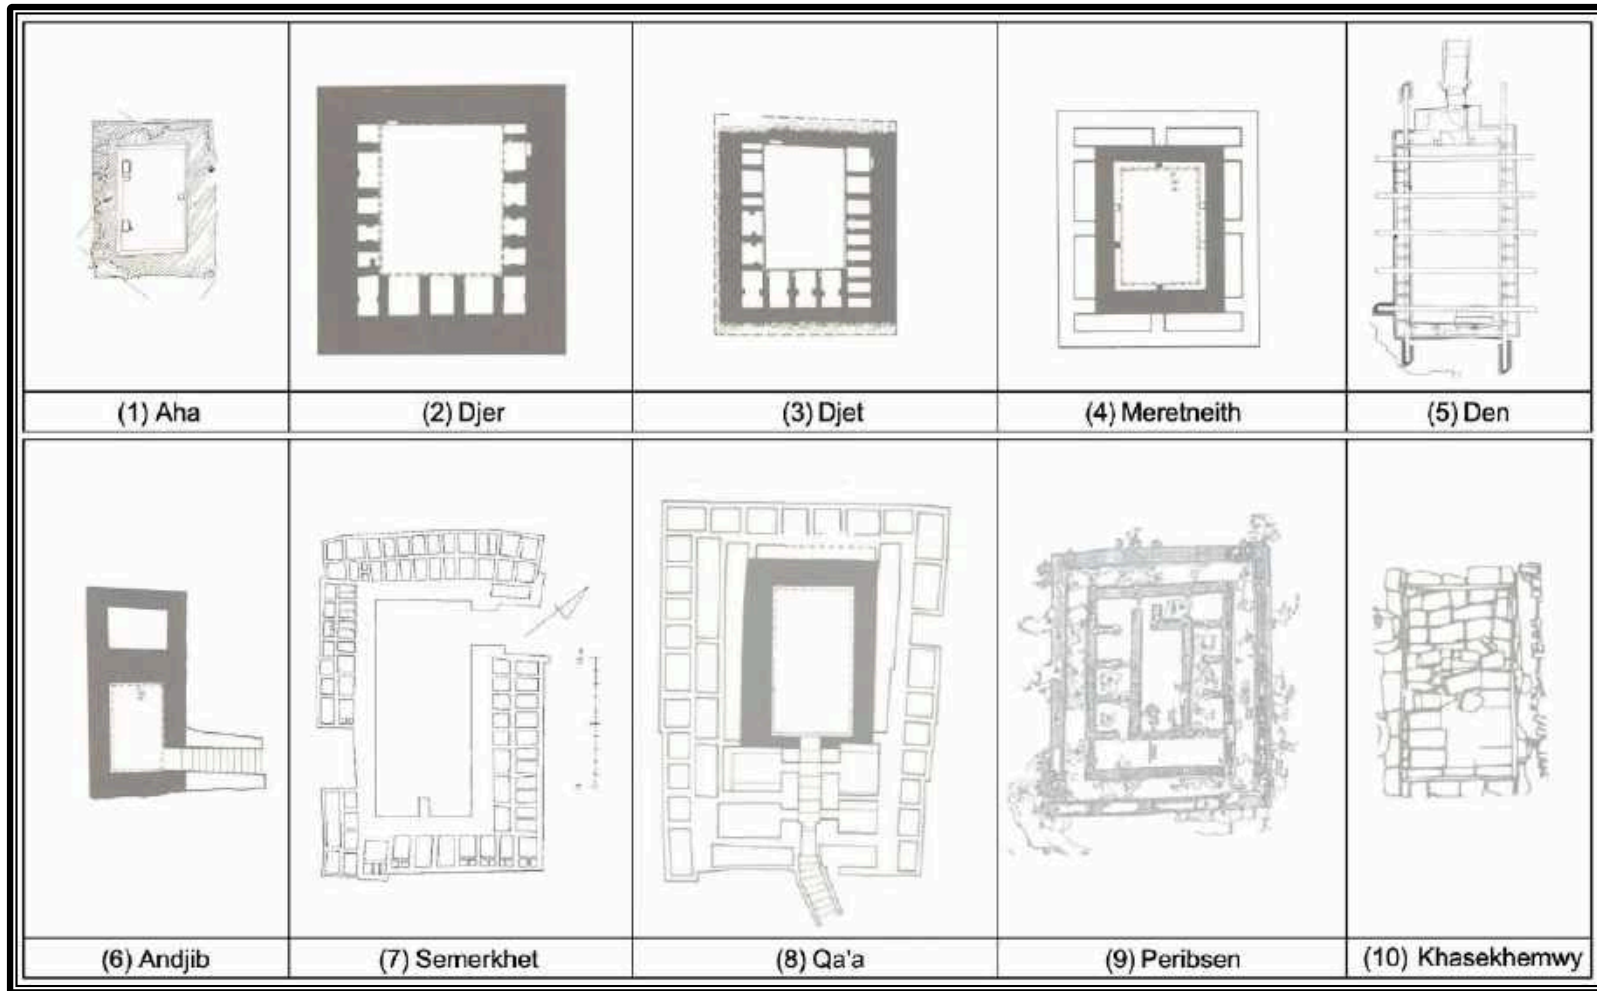 (1) Aha
(2) Djer
(3) Djet
(4) Meretneith
(5) Den
(6) Andjib
(7) Semerkhet
(8) Qa'a
(9) Peribsen
(10) Khasekhemwy